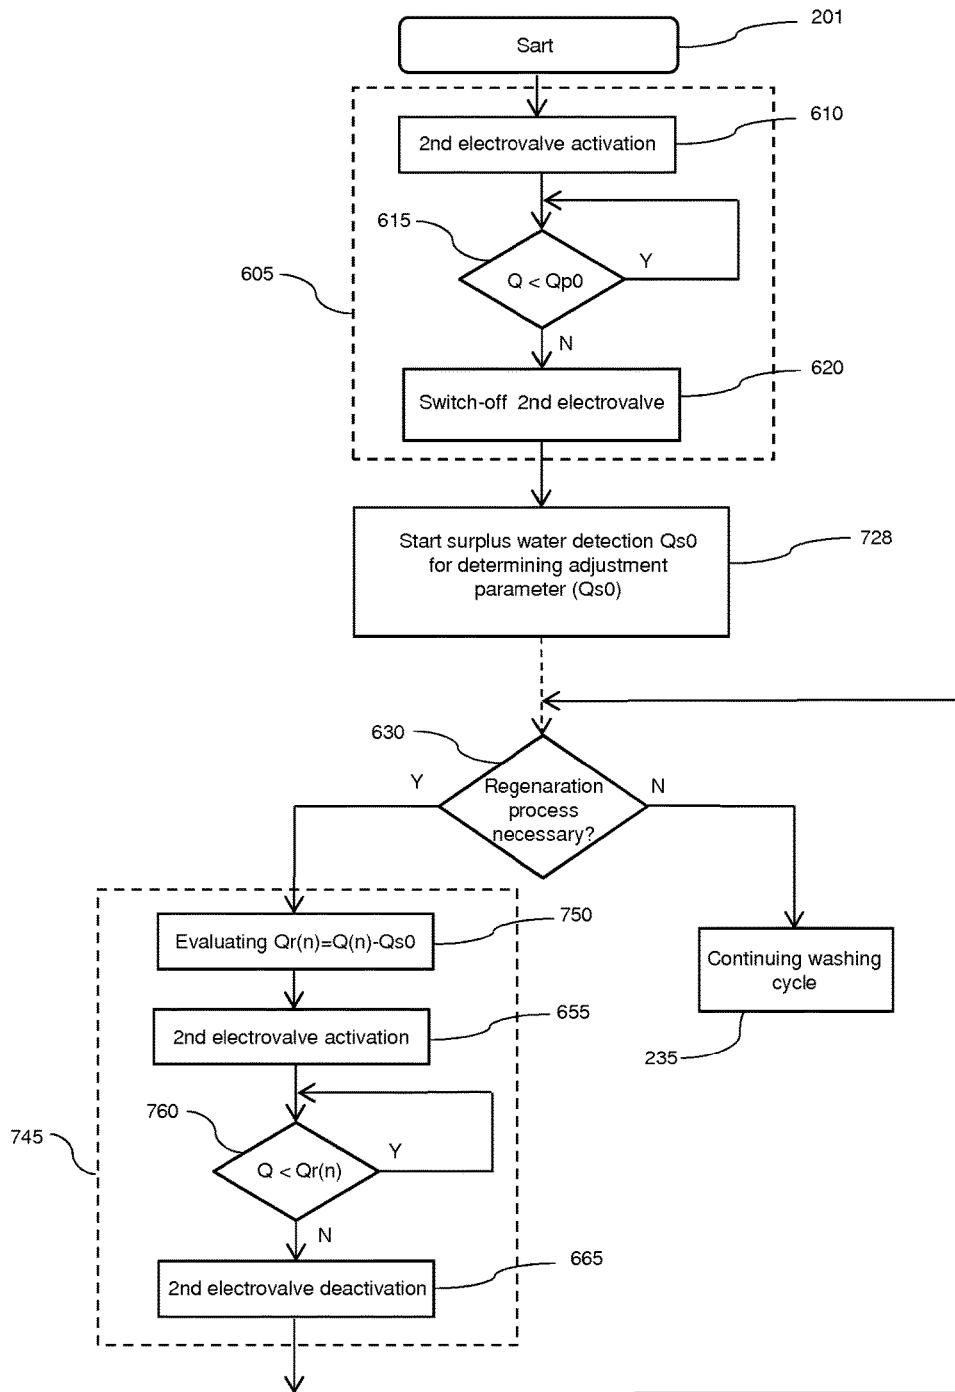 Sart
201
610
2nd electrovalve activation
615
Y
605
Q < Qp0
N
620
Switch-off 2nd electrovalve
728
Start surplus water detection Qs0
for determining adjustment
parameter (Qs0)
630
Y
N
Regenaration
process
necessary?
750
Evaluating Qr(n)=Q(n)-Qs0
Continuing washing
cycle
655
2nd electrovalve activation
235
760
745
Y
Q < Qr(n)
N
665
2nd electrovalve deactivation